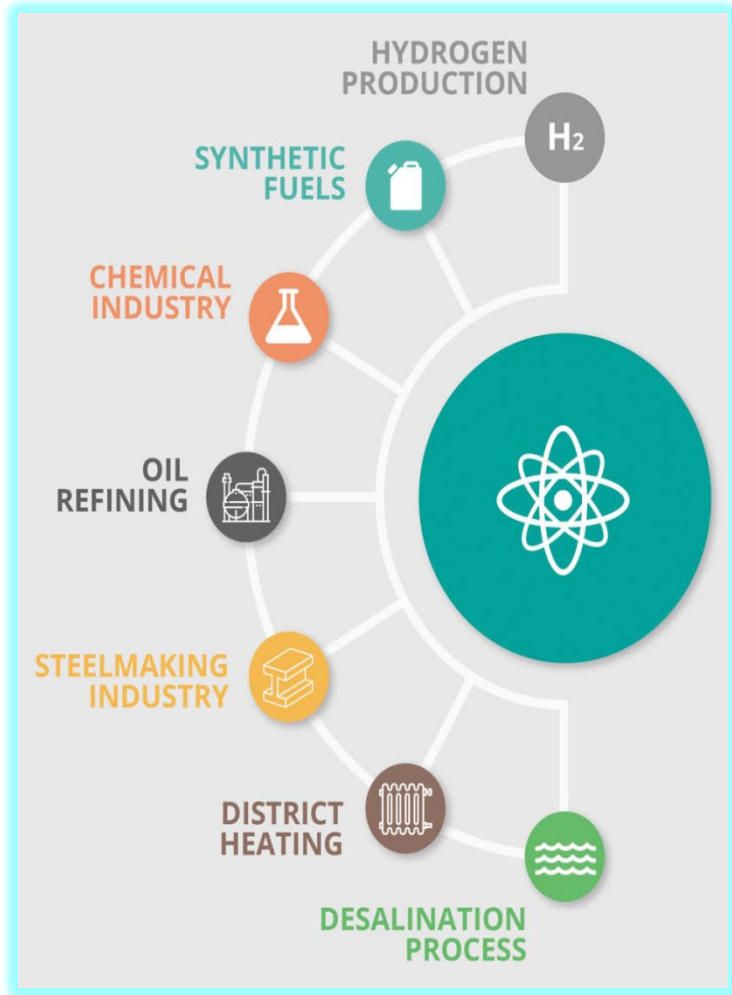 HYDROGEN
PRODUCTION
H2
SYNTHETIC
FUELS
CHEMICAL
INDUSTRY
OIL
REFINING
STEELMAKING
INDUSTRY
DISTRICT
HEATING
DESALINATION
PROCESS